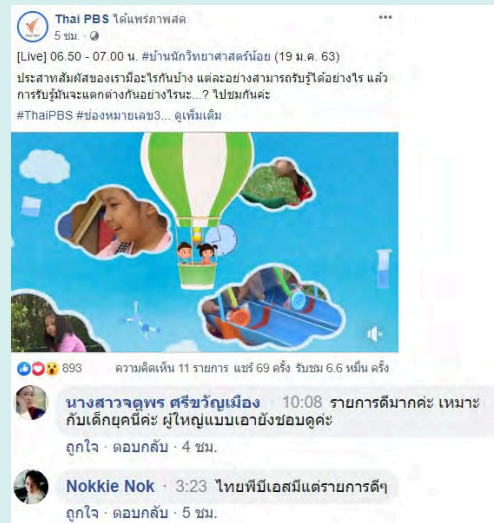 Thai PBS ได้แพร่ภาพสด
5 ชม. ·
[Live] 06.50 - 07.00 น. #บ้านนักวิทยาศาสตร์น้อย (19 ม.ค. 63)
ประสาทสัมผัสของเรามีอะไรกันบ้าง แต่ละอย่างสามารถรับรู้ได้อย่างไร แล้ว
การรับรู้มันจะแตกต่างกันอย่างไรนะ...? ไปชมกันค่ะ
#ThaiPBS #ช่องหมายเลข3... ดูเพิ่มเติม
893 ความคิดเห็น 11 รายการ แชร์ 69 ครั้ง รับชม 6.6 หมื่น ครั้ง
นางสาวจตุพร ศรีขวัญเมือง · 10:08 รายการดีมากค่ะ เหมาะ
กับเด็กยุคนี้ค่ะ ผู้ใหญ่แบบเอายังชอบดูค่ะ
ถูกใจ · ตอบกลับ · 4 ชม.
Nokkie Nok · 3:23 ไทยพีบีเอสมีแต่รายการดีๆ
ถูกใจ · ตอบกลับ · 5 ชม.